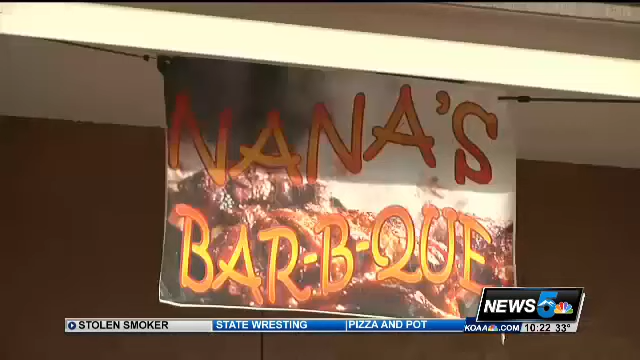 NANA'S
BAR-B-QUE
NEWS 5
STOLEN SMOKER STATE WRESTING PIZZA AND POT KOAA.COM 10:22 33°